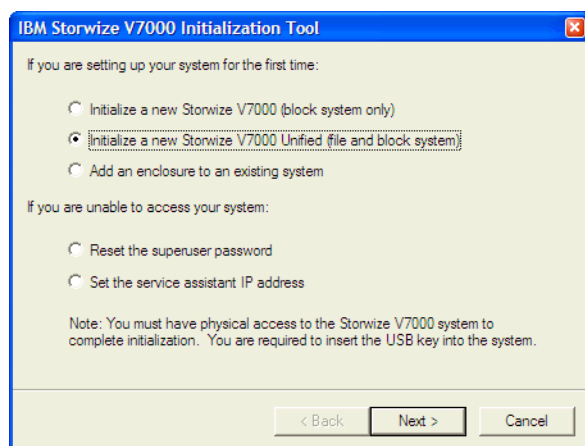 IBM Storwize V7000 Initialization Tool
If you are setting up your system for the first time:
Initialize a new Storwize V7000 (block system only)
Initialize a new Storwize V7000 Unified (file and block system)
Add an enclosure to an existing system
If you are unable to access your system:
Reset the superuser password
Set the service assistant IP address
Note: You must have physical access to the Storwize V7000 system to
complete initialization. You are required to insert the USB key into the system.
< Back Next > Cancel